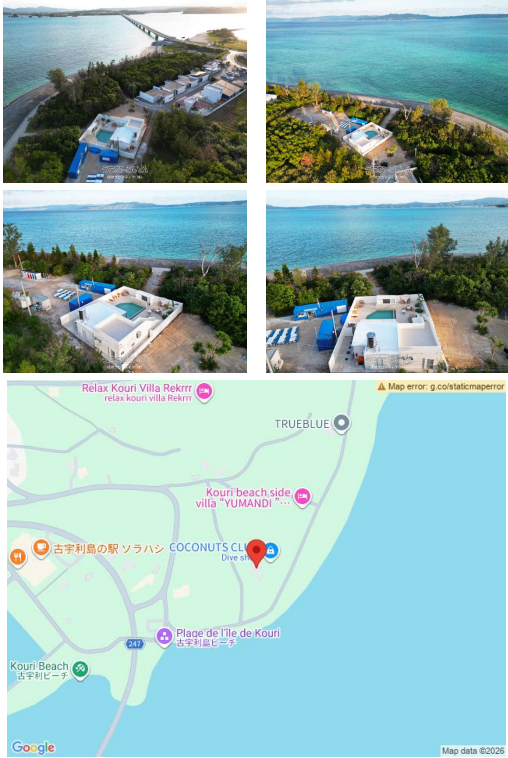 Relax Kouri Villa Rekrrr
relax kouri villa Rekrrr
Map error: g.co/staticmaperror
TRUEBLUE
Kouri beach side
villa "YUMANDI" "…
古宇利島の駅 ソラハシ
COCONUTS CLU
Dive sh
247
Plage de l'île de Kouri
古宇利島ビーチ
Kouri Beach
古宇利ビーチ
Google
Map data ©2026